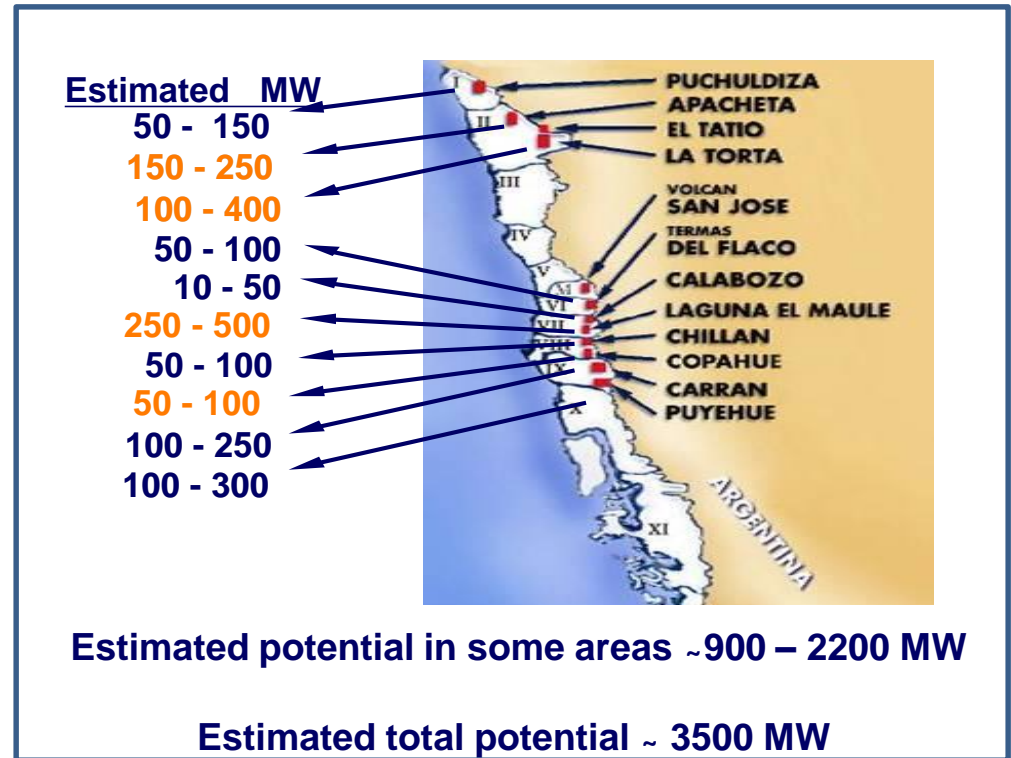 Estimated MW
50 - 150
150 - 250
100 - 400
50 - 100
10 - 50
250 - 500
50 - 100
50 - 100
100 - 250
100 - 300
I
II
III
IV
V
M
VI
VII
VIII
IX
X
XI
PUCHULDIZA
APACHETA
EL TATIO
LA TORTA
VOLCAN
SAN JOSE
TERMAS
DEL FLACO
CALABOZO
LAGUNA EL MAULE
CHILLAN
COPAHUE
CARRAN
PUYEHUE
ARGENTINA
Estimated potential in some areas ~900 – 2200 MW
Estimated total potential ~ 3500 MW